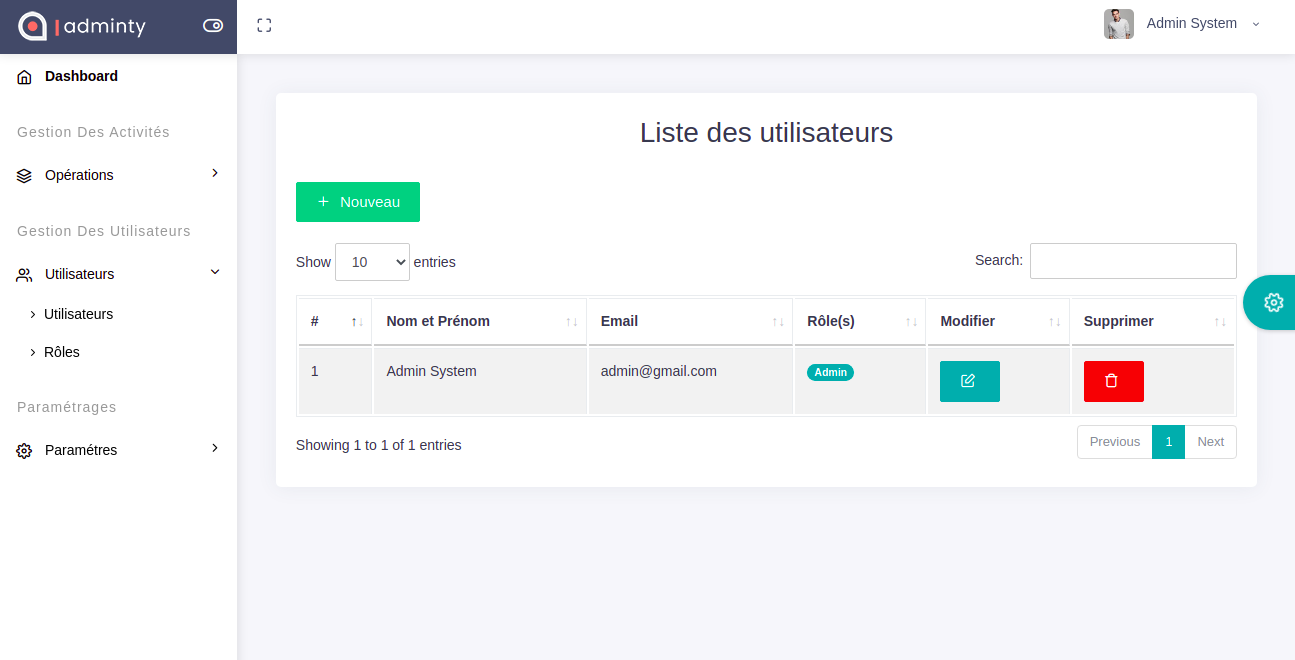 adminty
Admin System
Dashboard
Gestion Des Activités
Opérations
Gestion Des Utilisateurs
Utilisateurs
Utilisateurs
Rôles
Paramétrages
Paramétres
Liste des utilisateurs
+ Nouveau
Show 10 entries
Search:
# Nom et Prénom Email Rôle(s) Modifier Supprimer
1 Admin System admin@gmail.com Admin
Showing 1 to 1 of 1 entries
Previous 1 Next